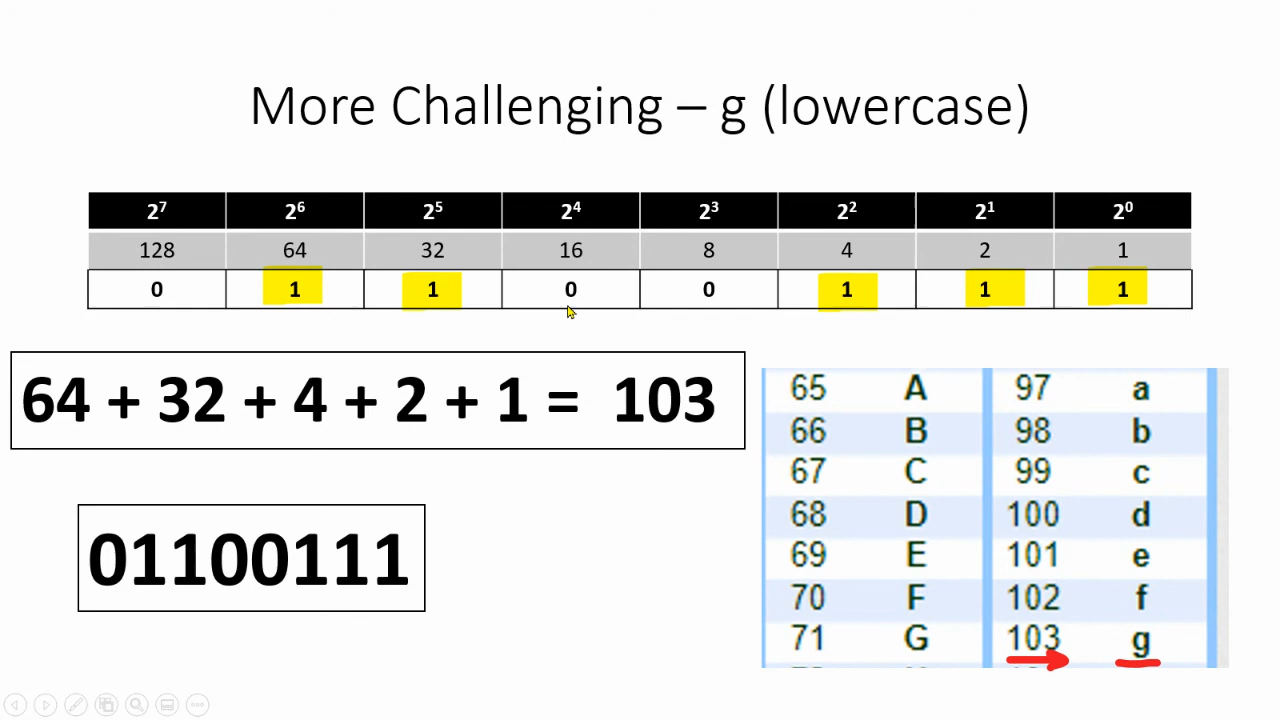 More Challenging – g (lowercase)
2⁷ 2⁶ 2⁵ 2⁴ 2³ 2² 2¹ 2⁰
128 64 32 16 8 4 2 1
0 1 1 0 0 1 1 1
64 + 32 + 4 + 2 + 1 = 103
01100111
65 A 97 a
66 B 98 b
67 C 99 c
68 D 100 d
69 E 101 e
70 F 102 f
71 G 103 g